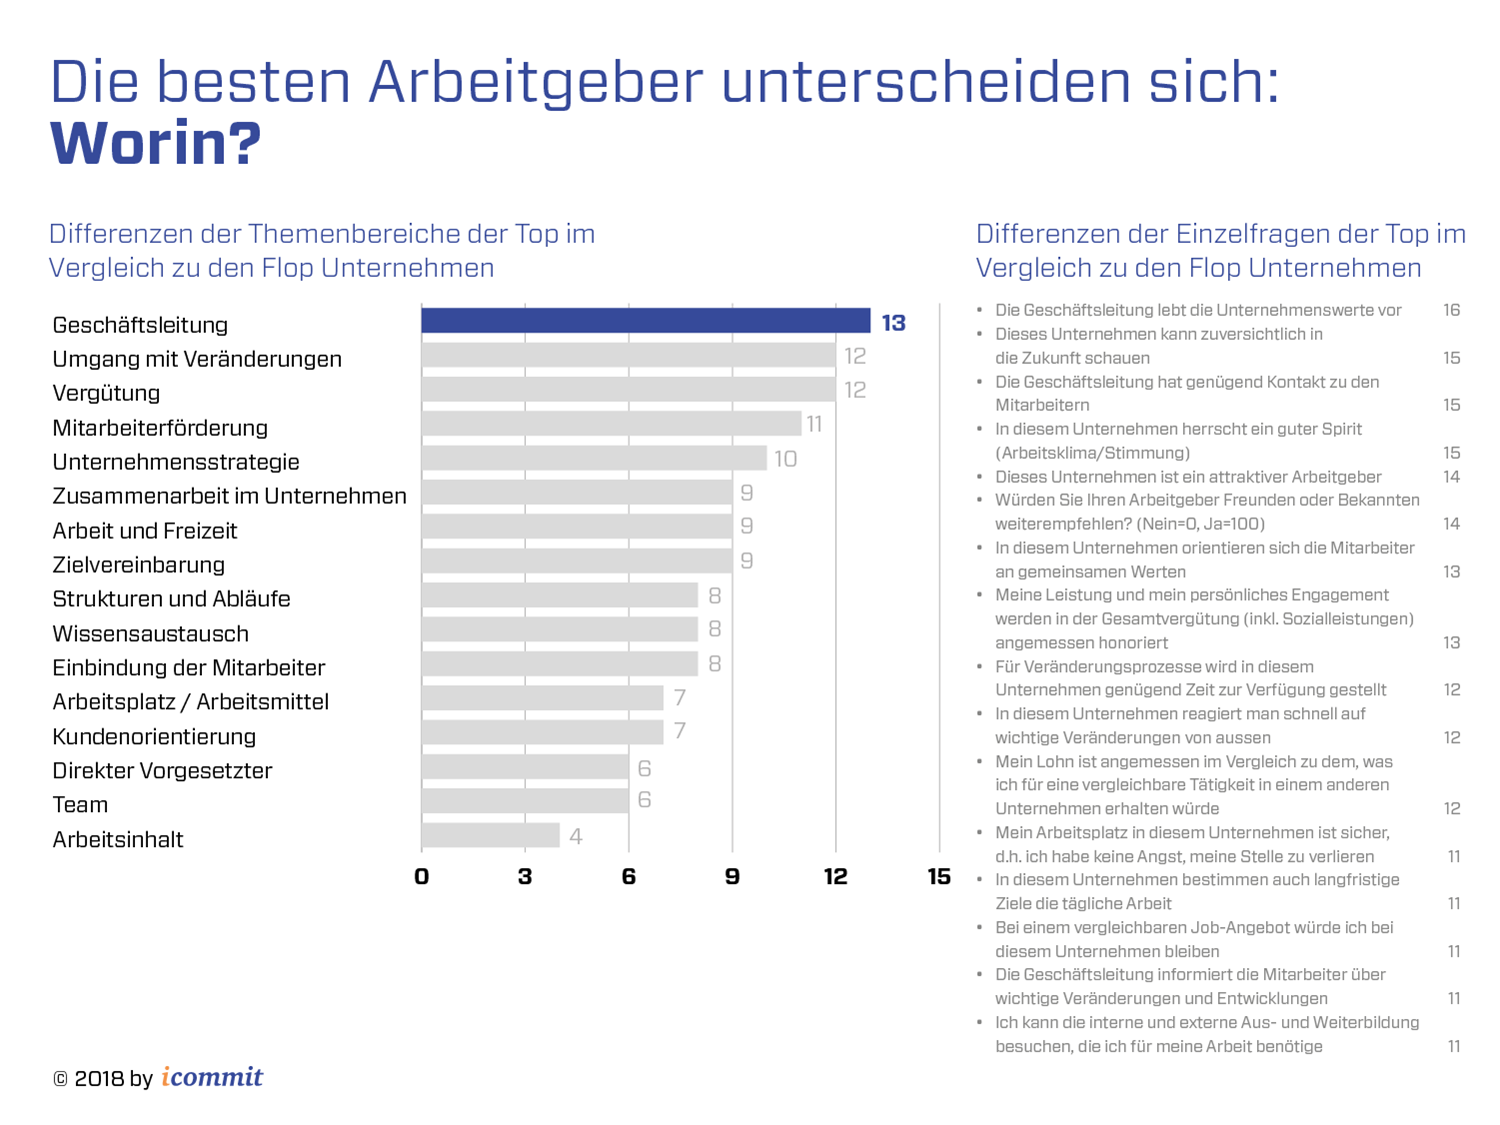 Die besten Arbeitgeber unterscheiden sich:
Worin?
Differenzen der Themenbereiche der Top im
Vergleich zu den Flop Unternehmen
Geschäftsleitung 13
Umgang mit Veränderungen 12
Vergütung 12
Mitarbeiterförderung 11
Unternehmensstrategie 10
Zusammenarbeit im Unternehmen 9
Arbeit und Freizeit 9
Zielvereinbarung 9
Strukturen und Abläufe 8
Wissensaustausch 8
Einbindung der Mitarbeiter 8
Arbeitsplatz / Arbeitsmittel 7
Kundenorientierung 7
Direkter Vorgesetzter 6
Team 6
Arbeitsinhalt 4
0 3 6 9 12 15
Differenzen der Einzelfragen der Top im
Vergleich zu den Flop Unternehmen
• Die Geschäftsleitung lebt die Unternehmenswerte vor 16
• Dieses Unternehmen kann zuversichtlich in
die Zukunft schauen 15
• Die Geschäftsleitung hat genügend Kontakt zu den
Mitarbeitern 15
• In diesem Unternehmen herrscht ein guter Spirit
(Arbeitsklima/Stimmung) 15
• Dieses Unternehmen ist ein attraktiver Arbeitgeber 14
• Würden Sie Ihren Arbeitgeber Freunden oder Bekannten
weiterempfehlen? (Nein=0, Ja=100) 14
• In diesem Unternehmen orientieren sich die Mitarbeiter
an gemeinsamen Werten 13
• Meine Leistung und mein persönliches Engagement
werden in der Gesamtvergütung (inkl. Sozialleistungen)
angemessen honoriert 13
• Für Veränderungsprozesse wird in diesem
Unternehmen genügend Zeit zur Verfügung gestellt 12
• In diesem Unternehmen reagiert man schnell auf
wichtige Veränderungen von aussen 12
• Mein Lohn ist angemessen im Vergleich zu dem, was
ich für eine vergleichbare Tätigkeit in einem anderen
Unternehmen erhalten würde 12
• Mein Arbeitsplatz in diesem Unternehmen ist sicher,
d.h. ich habe keine Angst, meine Stelle zu verlieren 11
• In diesem Unternehmen bestimmen auch langfristige
Ziele die tägliche Arbeit 11
• Bei einem vergleichbaren Job-Angebot würde ich bei
diesem Unternehmen bleiben 11
• Die Geschäftsleitung informiert die Mitarbeiter über
wichtige Veränderungen und Entwicklungen 11
• Ich kann die interne und externe Aus- und Weiterbildung
besuchen, die ich für meine Arbeit benötige 11
© 2018 by icommit